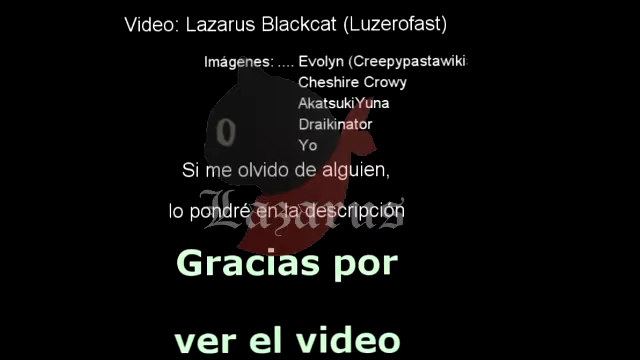 Video: Lazarus Blackcat (Luzerofast)
Imágenes: .... Evolyn (Creepypastawiki
Cheshire Crowy
AkatsukiYuna
Draikinator
Yo
0
Si me olvido de alguien,
lo pondré en la descripción
Lazarus
Gracias por
ver el video